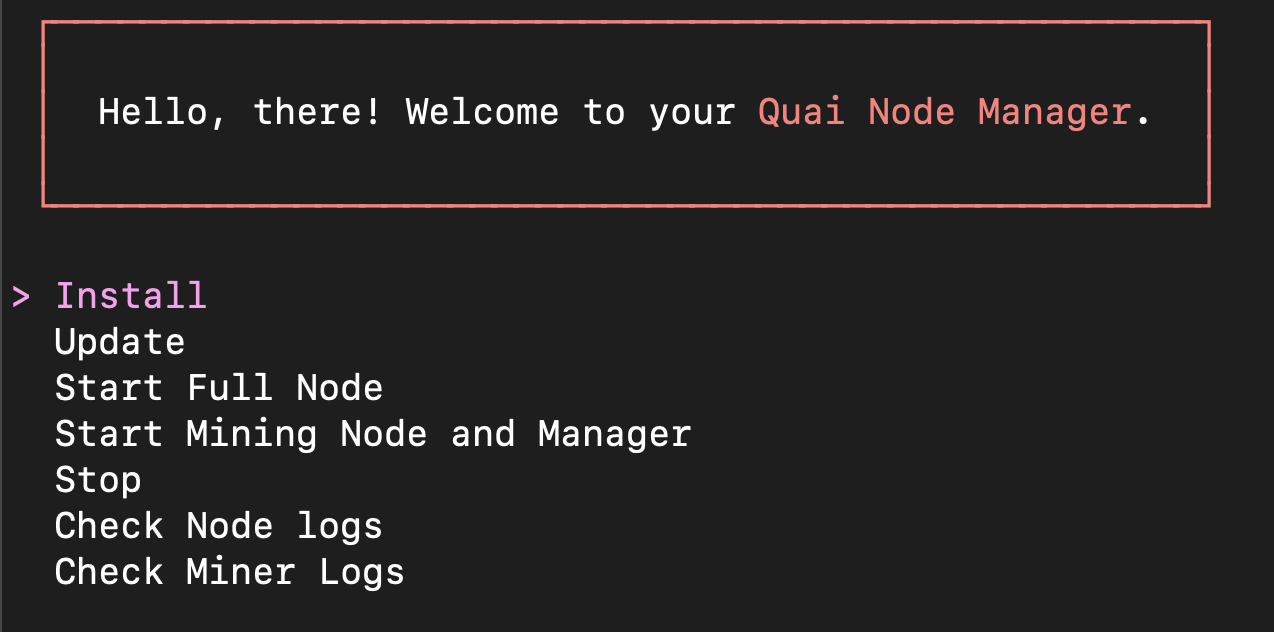 Hello, there! Welcome to your Quai Node Manager.
> Install
Update
Start Full Node
Start Mining Node and Manager
Stop
Check Node logs
Check Miner Logs